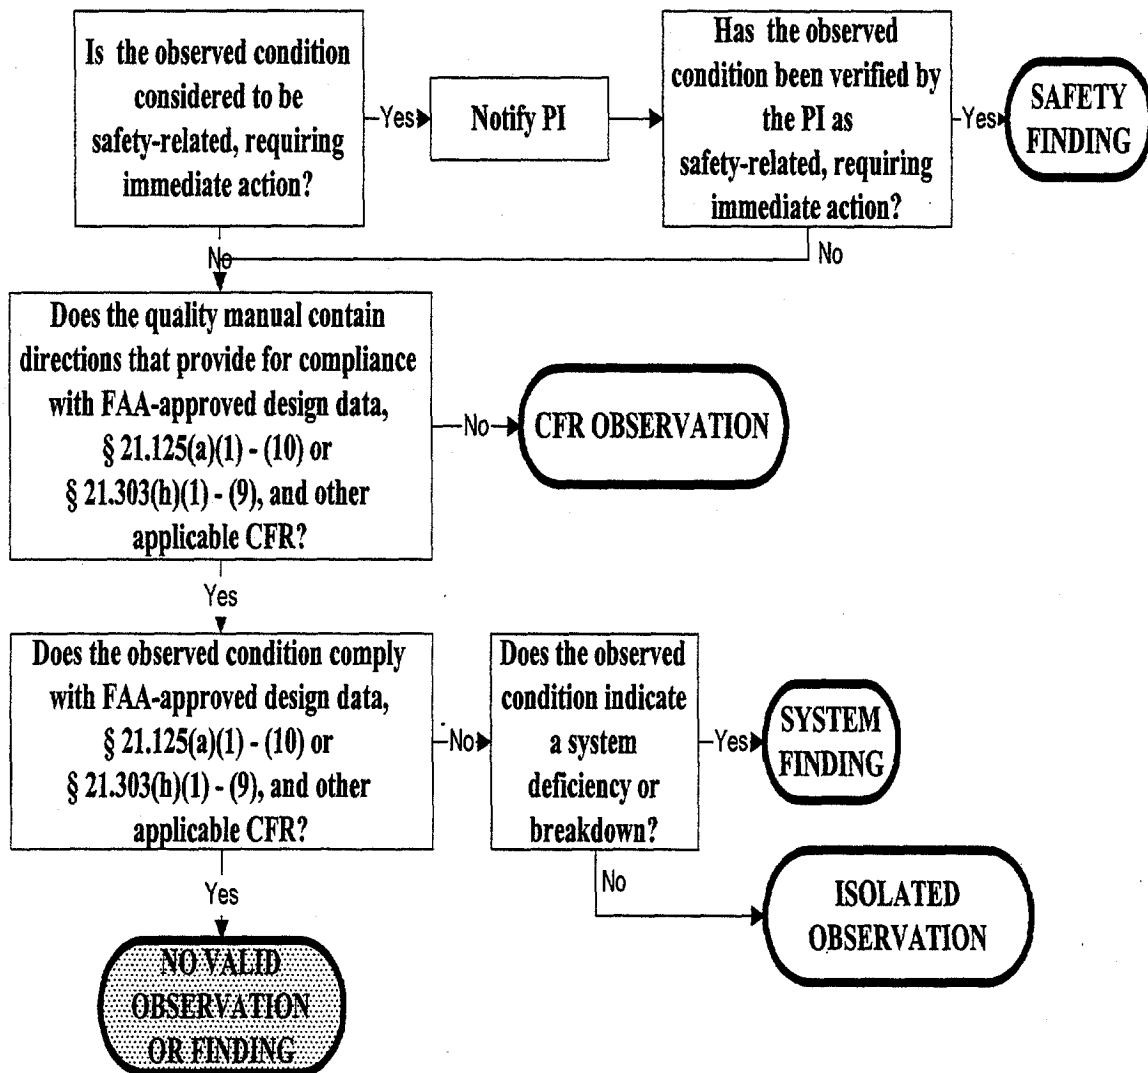 Is the observed condition
considered to be
safety-related, requiring
immediate action?
Yes
Notify PI
Has the observed
condition been verified by
the PI as
safety-related, requiring
immediate action?
Yes
SAFETY
FINDING
No
No
Does the quality manual contain
directions that provide for compliance
with FAA-approved design data,
§ 21.125(a)(1) - (10) or
§ 21.303(h)(1) - (9), and other
applicable CFR?
No
CFR OBSERVATION
Yes
Does the observed condition comply
with FAA-approved design data,
§ 21.125(a)(1) - (10) or
§ 21.303(h)(1) - (9), and other
applicable CFR?
No
Does the observed
condition indicate
a system
deficiency or
breakdown?
Yes
SYSTEM
FINDING
No
ISOLATED
OBSERVATION
Yes
NO VALID
OBSERVATION
OR FINDING